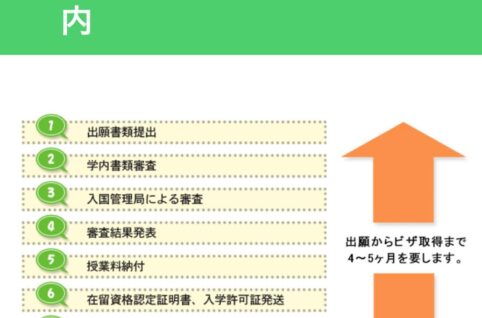 内
1 出願書類提出
2 学内書類審査
3 入国管理局による審査
4 審査結果発表
5 授業料納付
6 在留資格認定証明書、入学許可証発送
出願からビザ取得まで
4～5ヶ月を要します。